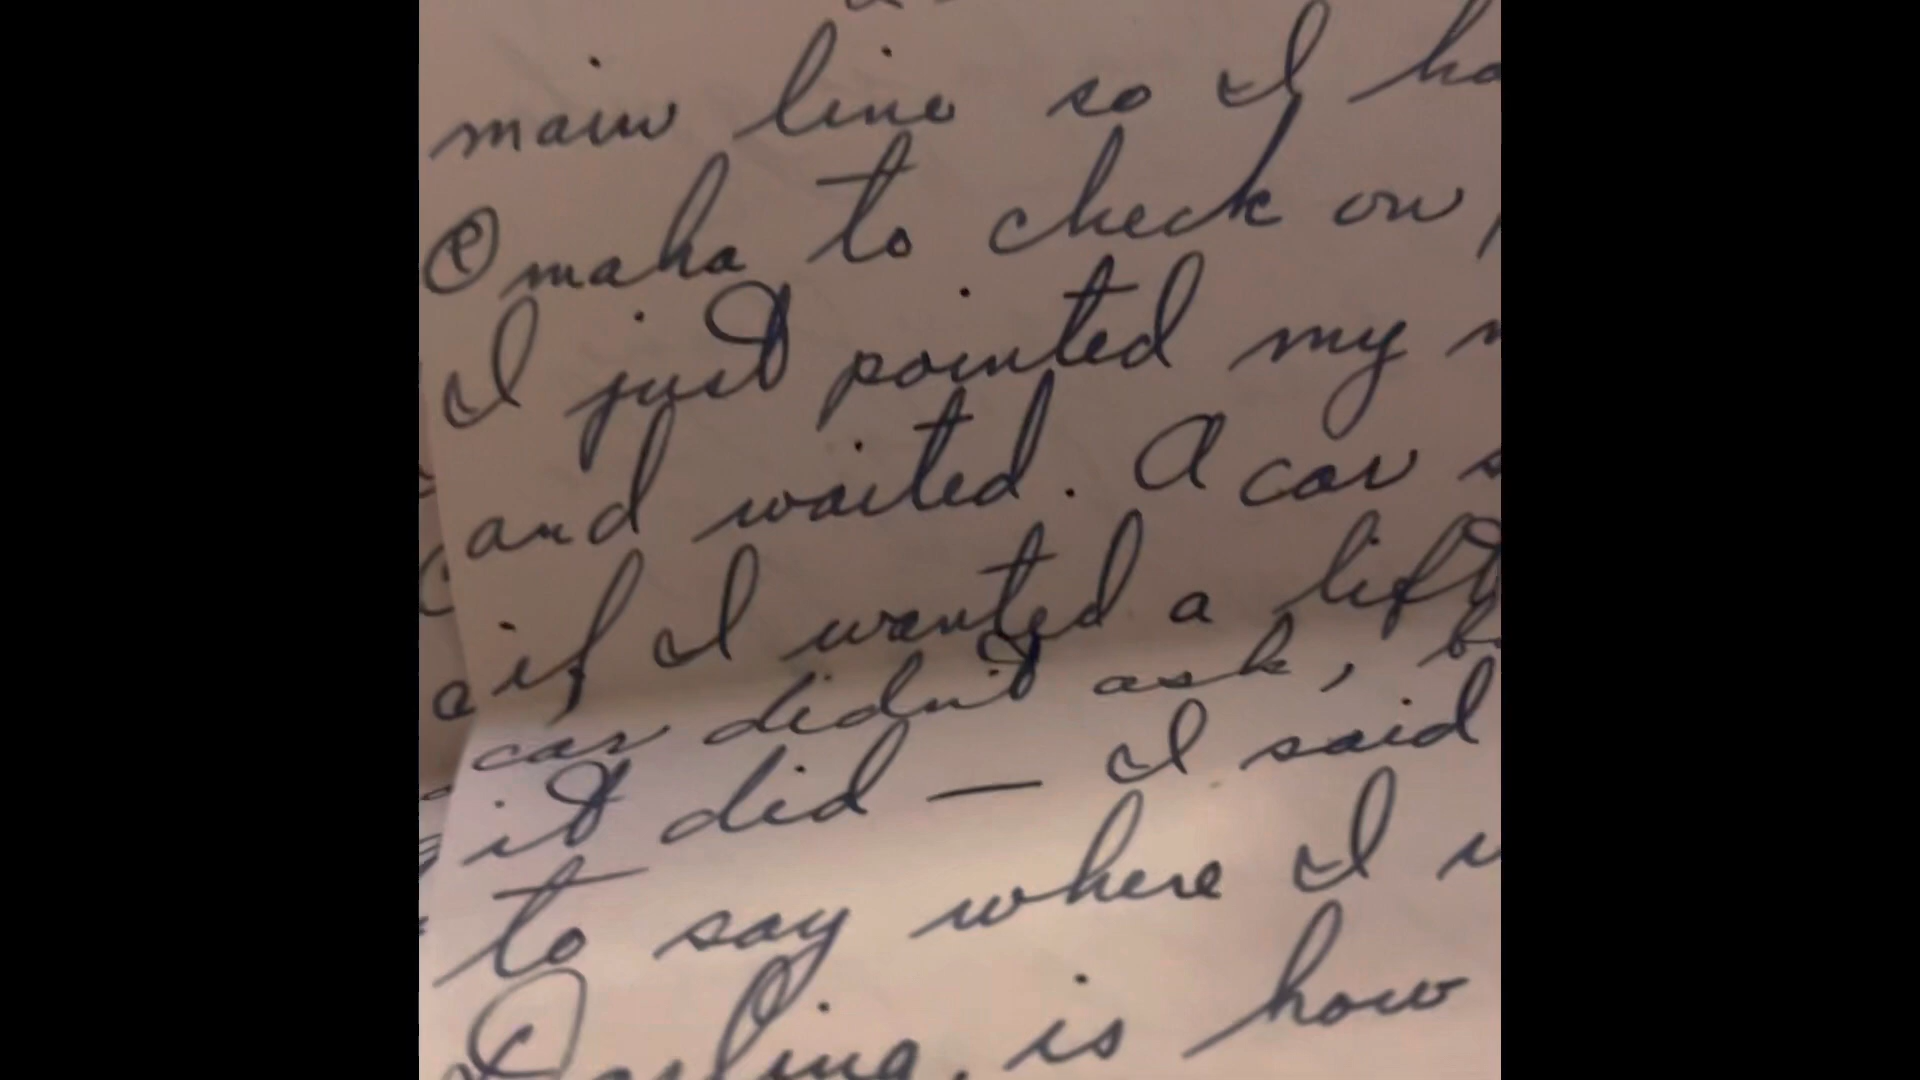 main line so I
Omaha to check on
I just pointed my
and waited. A car
if I wanted a lift
car didn't ask,
it did — I said
to say where I
Darling, is how